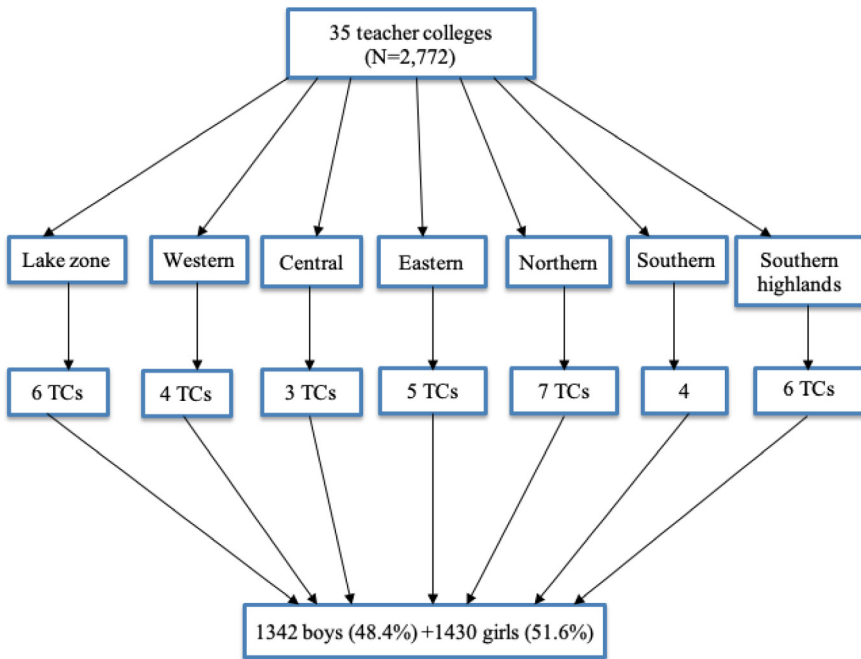 35 teacher colleges
(N=2,772)
Lake zone
Western
Central
Eastern
Northern
Southern
Southern
highlands
6 TCs
4 TCs
3 TCs
5 TCs
7 TCs
4
6 TCs
1342 boys (48.4%) +1430 girls (51.6%)